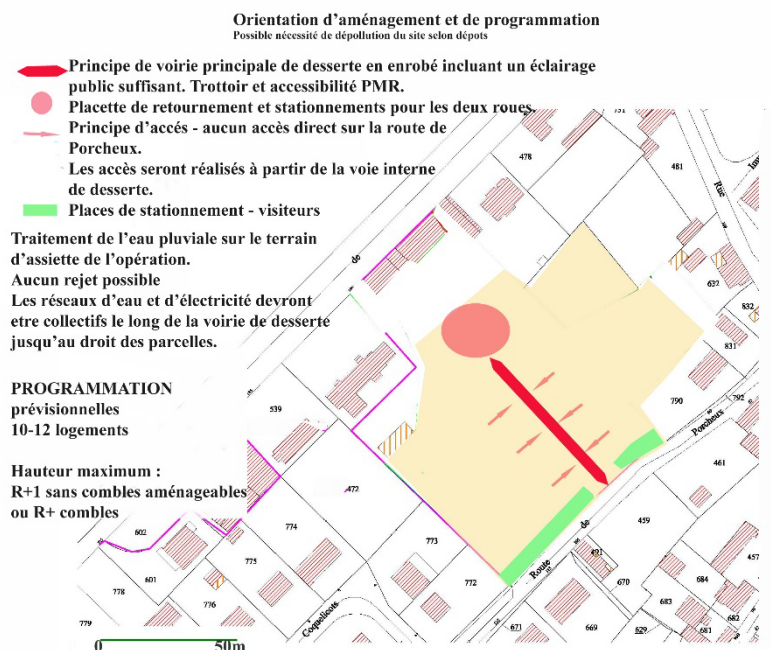 Orientation d'aménagement et de programmation
Possible nécessité de dépollution du site selon dépots
Principe de voirie principale de desserte en enrobé incluant un éclairage
public suffisant. Trottoir et accessibilité PMR.
Placette de retournement et stationnements pour les deux roues.
Principe d'accés - aucun accès direct sur la route de
Porcheux.
Les accès seront réalisés à partir de la voie interne
de desserte.
Places de stationnement - visiteurs
Traitement de l'eau pluviale sur le terrain
d'assiette de l'opération.
Aucun rejet possible
Les réseaux d'eau et d'électricité devront
etre collectifs le long de la voirie de desserte
jusqu'au droit des parcelles.
PROGRAMMATION
prévisionnelles
10-12 logements
Hauteur maximum :
R+1 sans combles aménageables
ou R+ combles
0 50m
478
481
Rue
de
632
832
831
790
792
Porcheux
461
539
472
602
774
773
459
491
457
601
775
772
Route
de
670
684
778
776
Coquelicots
683
779
671
669
629
681
682